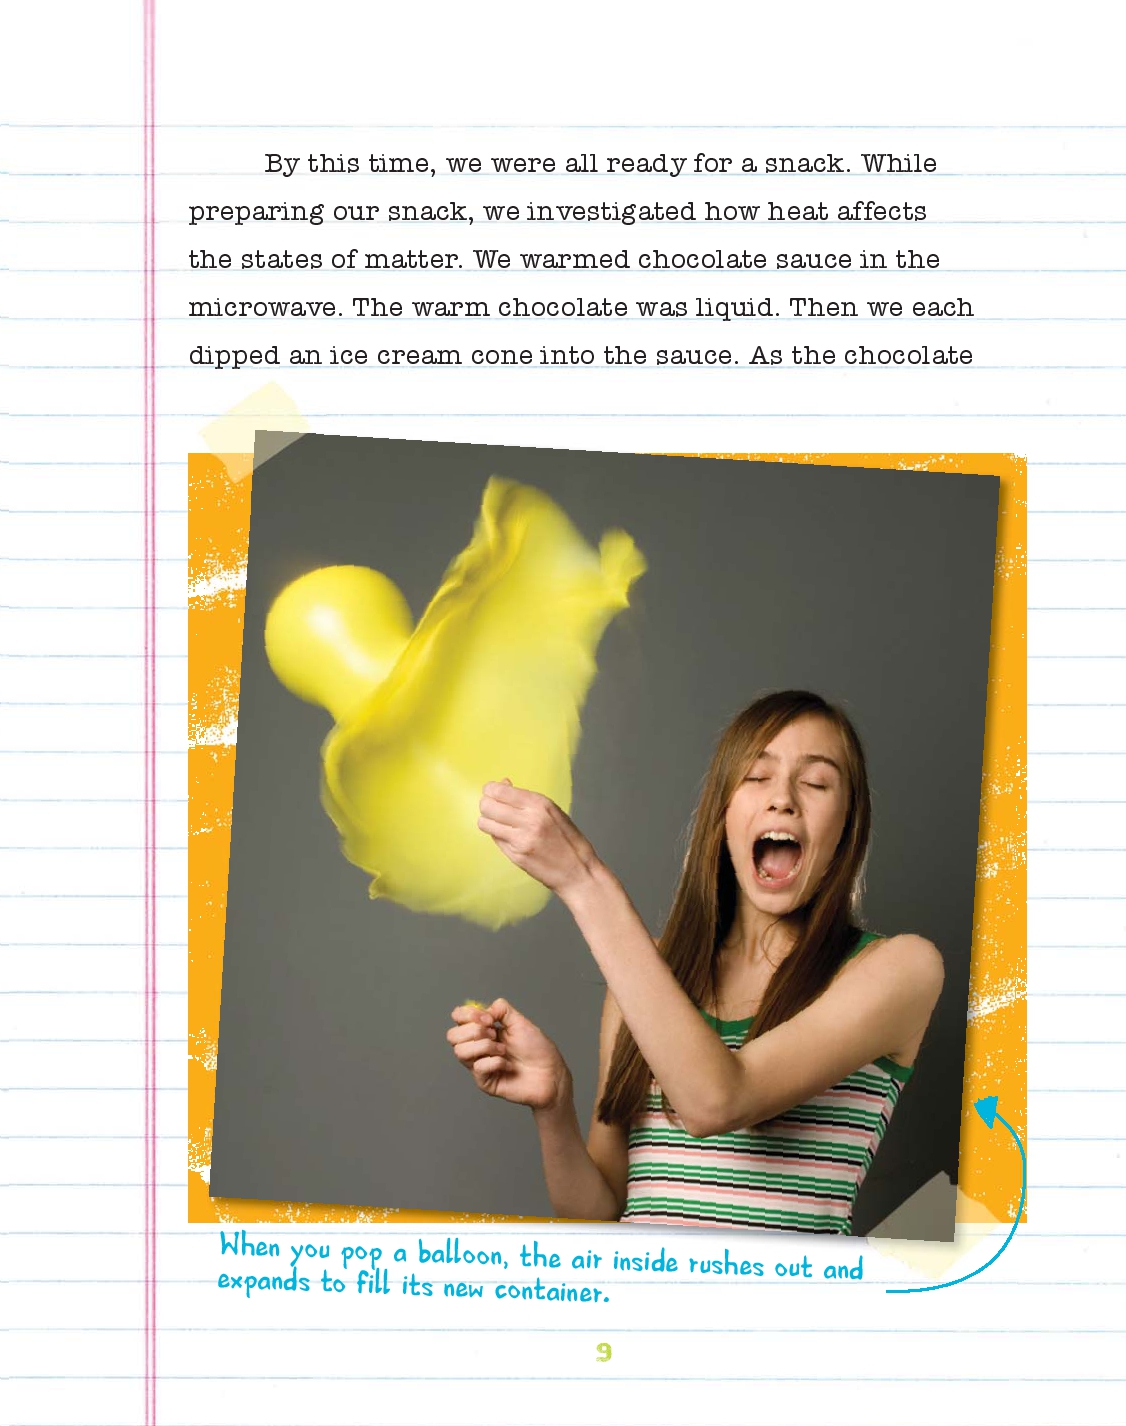 By this time, we were all ready for a snack. While
preparing our snack, we investigated how heat affects
the states of matter. We warmed chocolate sauce in the
microwave. The warm chocolate was liquid. Then we each
dipped an ice cream cone into the sauce. As the chocolate
When you pop a balloon, the air inside rushes out and
expands to fill its new container.
9